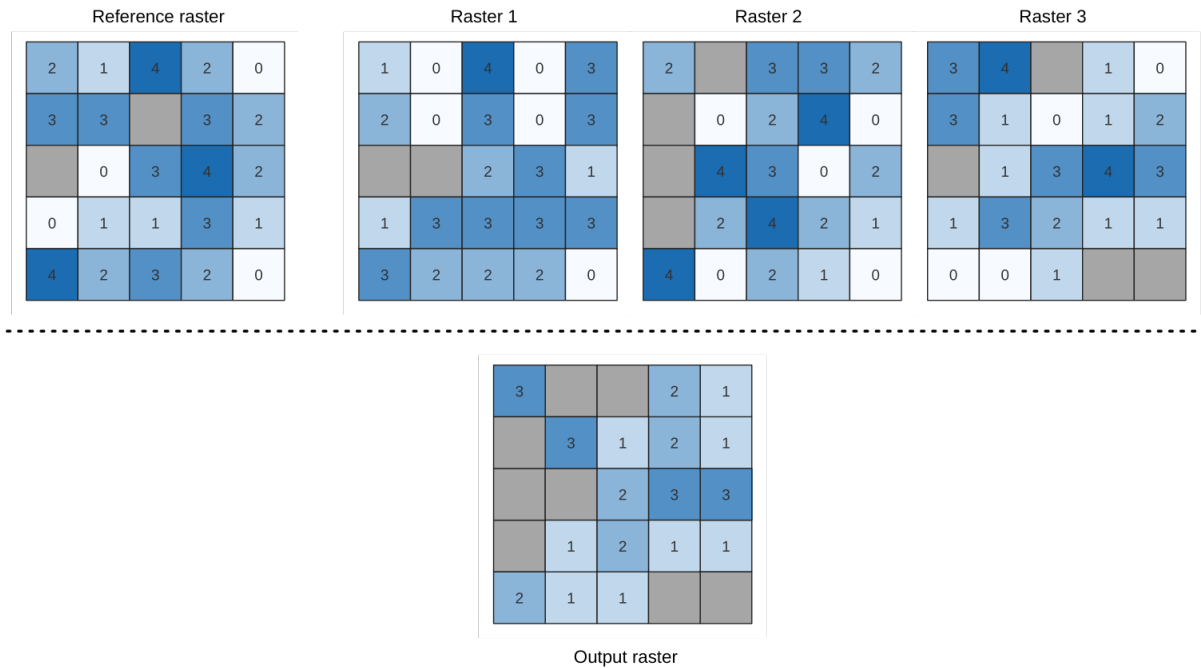 Reference raster Raster 1 Raster 2 Raster 3
2 1 4 2 0 1 0 4 0 3 2 3 3 2 3 4 1 0
3 3 3 2 2 0 3 0 3 0 2 4 0 3 1 0 1 2
0 3 4 2 2 3 1 4 3 0 2 1 3 4 3
0 1 1 3 1 1 3 3 3 3 2 4 2 1 1 3 2 1 1
4 2 3 2 0 3 2 2 2 0 4 0 2 1 0 0 0 1
3 2 1
3 1 2 1
2 3 3
1 2 1 1
2 1 1
Output raster